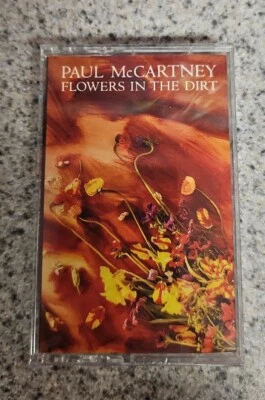 PAUL McCARTNEY
FLOWERS IN THE DIRT